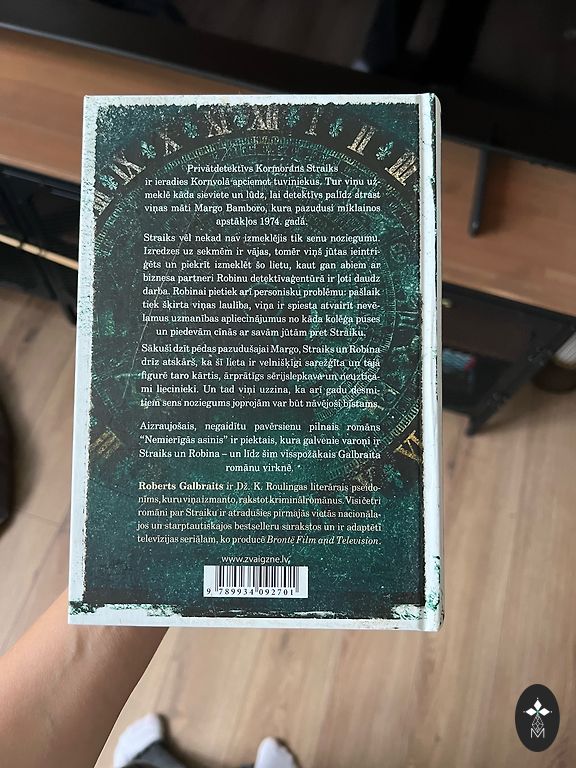 IX X XI XII I II III
Privātdetektīvs Kormorans Straiks
ir ieradies Kornvolā apciemot tuviniekus. Tur viņu uz-
meklē kāda sieviete un lūdz, lai detektīvs palīdz atrast
viņas māti Margo Bamboro, kura pazudusi miklainos
apstākļos 1974. gadā.
Straiks vēl nekad nav izmeklējis tik senu noziegumu.
Izredzes uz sekmēm ir vājas, tomēr viņš jūtas ieintri-
ģēts un piekrīt izmeklēt šo lietu, kaut gan abiem ar
biznesa partneri Robinu detektīvaģentūrā ir ļoti daudz
darba. Robinai pietiek arī personisku problēmu: pašlaik
tiek šķirta viņas laulība, viņa ir spiesta atvairīt nevē-
lamus uzmanības apliecinājumus no kāda kolēģa puses
un piedevām cīnās ar savām jūtām pret Straiku.
Sākuši dzīt pēdas pazudušajai Margo, Straiks un Robina
drīz atskārš, ka šī lieta ir velnišķīgi sarežģīta un tajā
figurē taro kārtis, ārprātīgs sērijslepkava un neuztica-
mi liecinieki. Un tad viņi uzzina, ka arī gadu desmi-
tiem sens noziegums joprojām var būt nāvējoši bīstams.
Aizraujošais, negaidītu pavērsienu pilnais romāns
"Nemierīgās asinis" ir piektais, kura galvenie varoņi ir
Straiks un Robina – un līdz šim visspožākais Galbraita
romānu virknē.
Roberts Galbraits ir Dž. K. Roulingas literārais pseido-
nīms, kuru viņa izmanto, rakstot kriminālromānus. Visi četri
romāni par Straiku ir atradušies pirmajās vietās nacionāla-
jos un starptautiskajos bestselleru sarakstos un ir adaptēti
televīzijas seriālam, ko producē Brontë Film and Television.
www.zvaigzne.lv
9 789934 092701
M